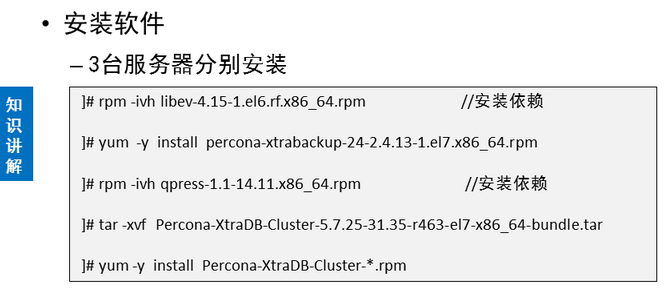 • 安装软件
– 3台服务器分别安装
知识讲解
]# rpm -ivh libev-4.15-1.el6.rf.x86_64.rpm //安装依赖
]# yum -y install percona-xtrabackup-24-2.4.13-1.el7.x86_64.rpm
]# rpm -ivh qpress-1.1-14.11.x86_64.rpm //安装依赖
]# tar -xvf Percona-XtraDB-Cluster-5.7.25-31.35-r463-el7-x86_64-bundle.tar
]# yum -y install Percona-XtraDB-Cluster-*.rpm